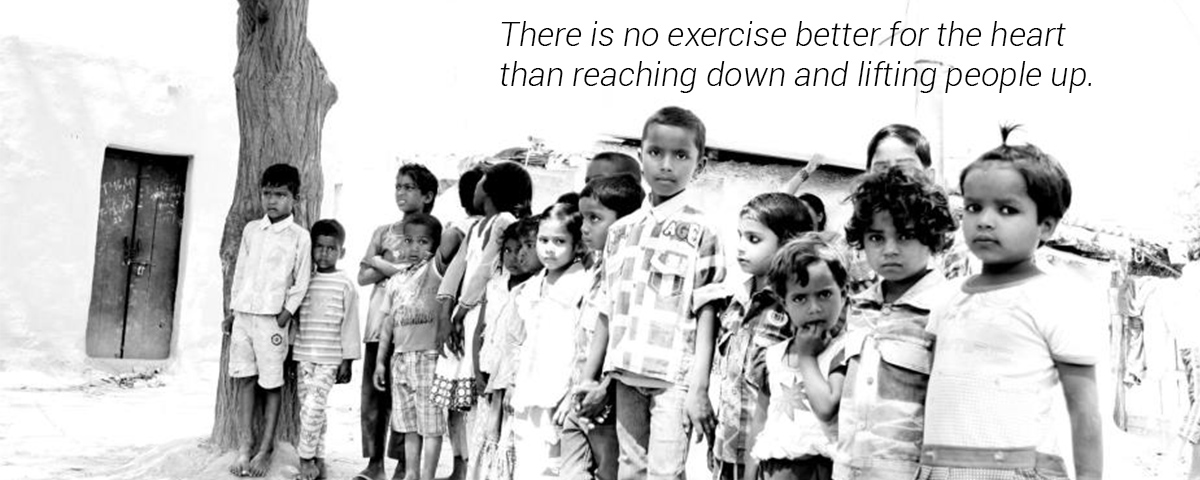 There is no exercise better for the heart
than reaching down and lifting people up.
AGE